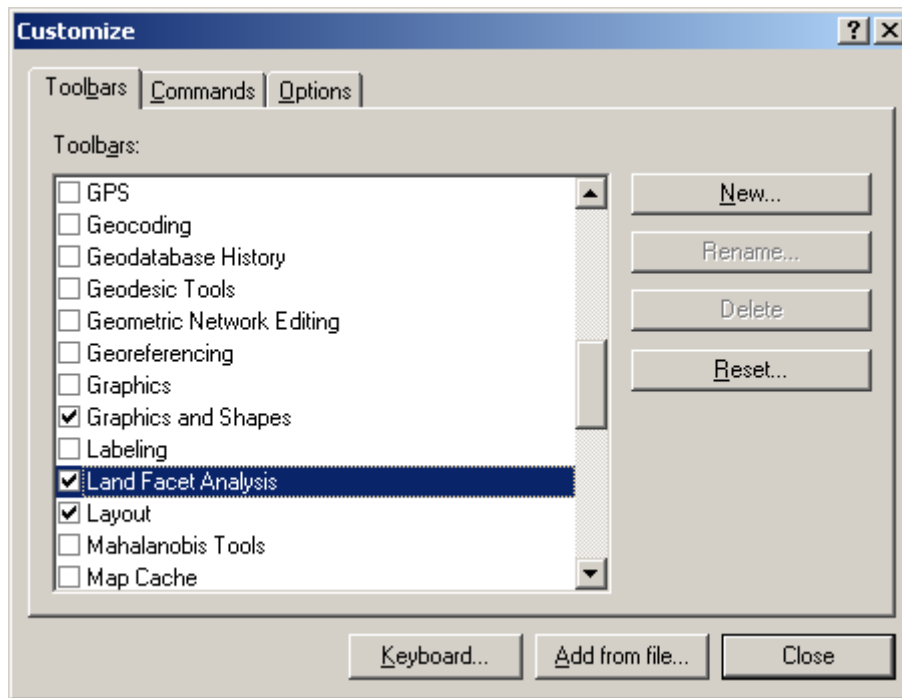 Customize
Toolbars
Commands
Options
Toolbars:
GPS
Geocoding
Geodatabase History
Geodesic Tools
Geometric Network Editing
Georeferencing
Graphics
Graphics and Shapes
Labeling
Land Facet Analysis
Layout
Mahalanobis Tools
Map Cache
New...
Rename...
Delete
Reset...
Keyboard...
Add from file...
Close